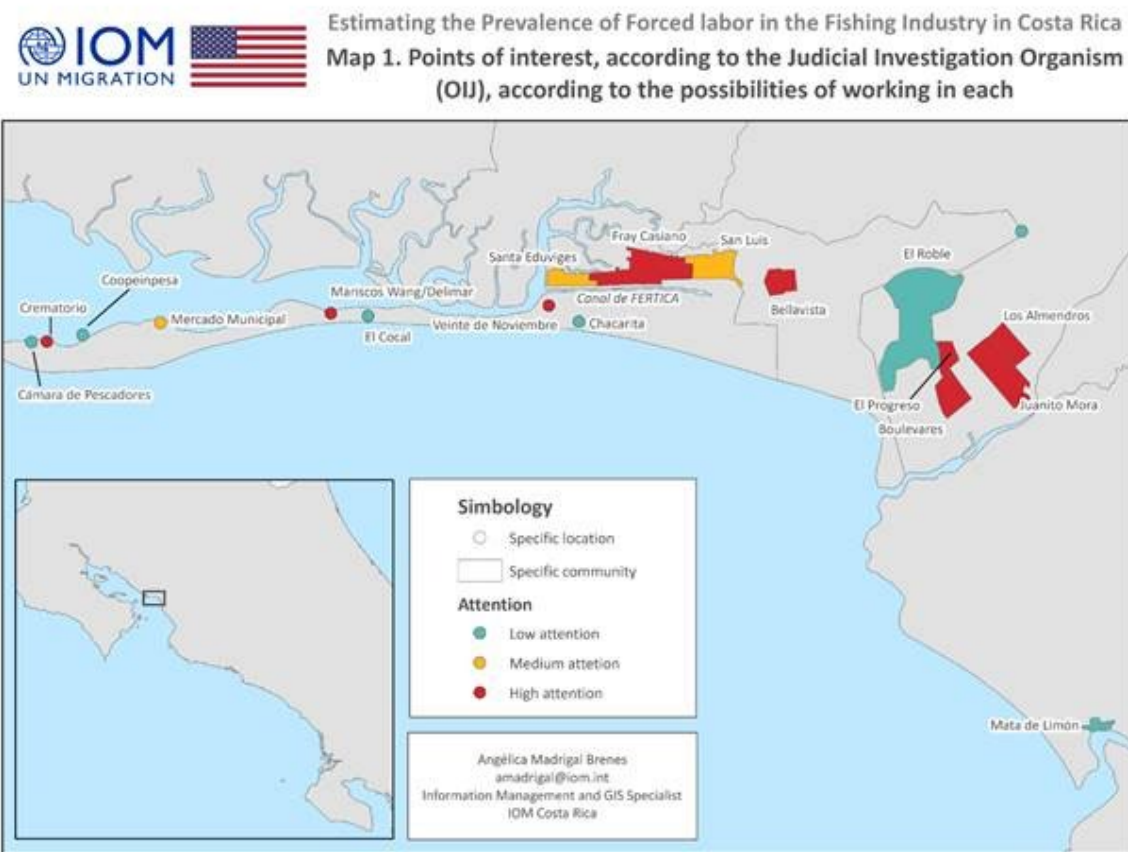 IOM
UN MIGRATION
Estimating the Prevalence of Forced labor in the Fishing Industry in Costa Rica
Map 1. Points of interest, according to the Judicial Investigation Organism
(OIJ), according to the possibilities of working in each
Fray Casiano
San Luis
Santa Eduviges
El Roble
Coopeinpesa
Crematorio
Mariscos Wang/Delimar
Canal de FERTICA
Mercado Municipal
Bellavista
Los Almendros
Veinte de Noviembre
Chacarita
El Cocal
Cámara de Pescadores
El Progreso
Juanito Mora
Boulevares
Simbology
Specific location
Specific community
Attention
Low attention
Medium attetion
High attention
Mata de Limón
Angélica Madrigal Brenes
amadrigal@iom.int
Information Management and GIS Specialist
IOM Costa Rica